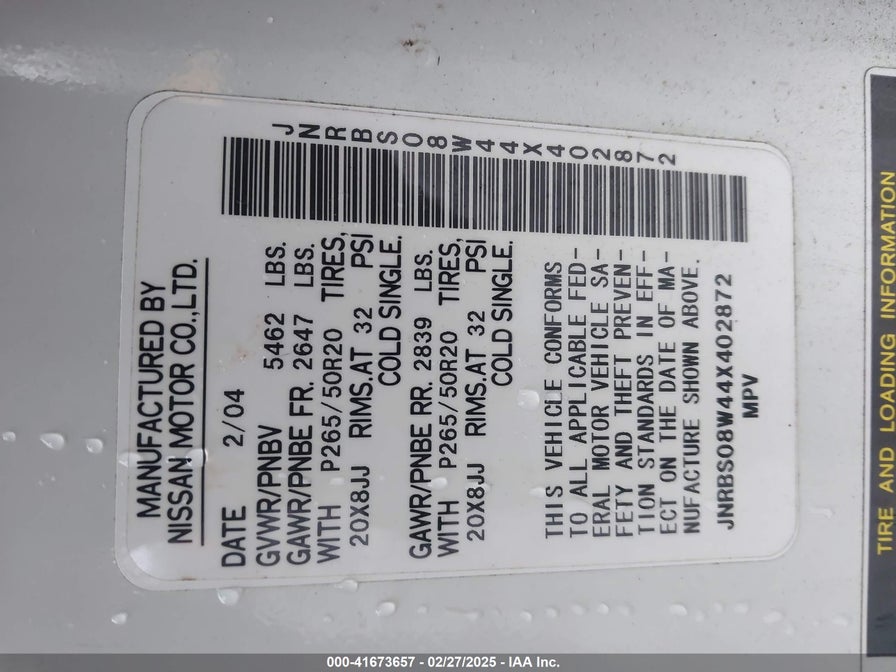 MANUFACTURED BY
NISSAN MOTOR CO.,LTD.
DATE 2/04
GVWR/PNBV 5462 LBS.
GAWR/PNBE FR. 2647 LBS.
WITH P265/50R20 TIRES,
20X8JJ RIMS.AT 32 PSI
COLD SINGLE.
GAWR/PNBE RR. 2839 LBS.
WITH P265/50R20 TIRES,
20X8JJ RIMS.AT 32 PSI
COLD SINGLE.
JNRBS08W44X402872
THIS VEHICLE CONFORMS
TO ALL APPLICABLE FED-
ERAL MOTOR VEHICLE SA-
FETY AND THEFT PREVEN-
TION STANDARDS IN EFF-
ECT ON THE DATE OF MA-
NUFACTURE SHOWN ABOVE.
JNRBS08W44X402872
MPV
TIRE AND LOADING INFORMATION
000-41673657 - 02/27/2025 - IAA Inc.